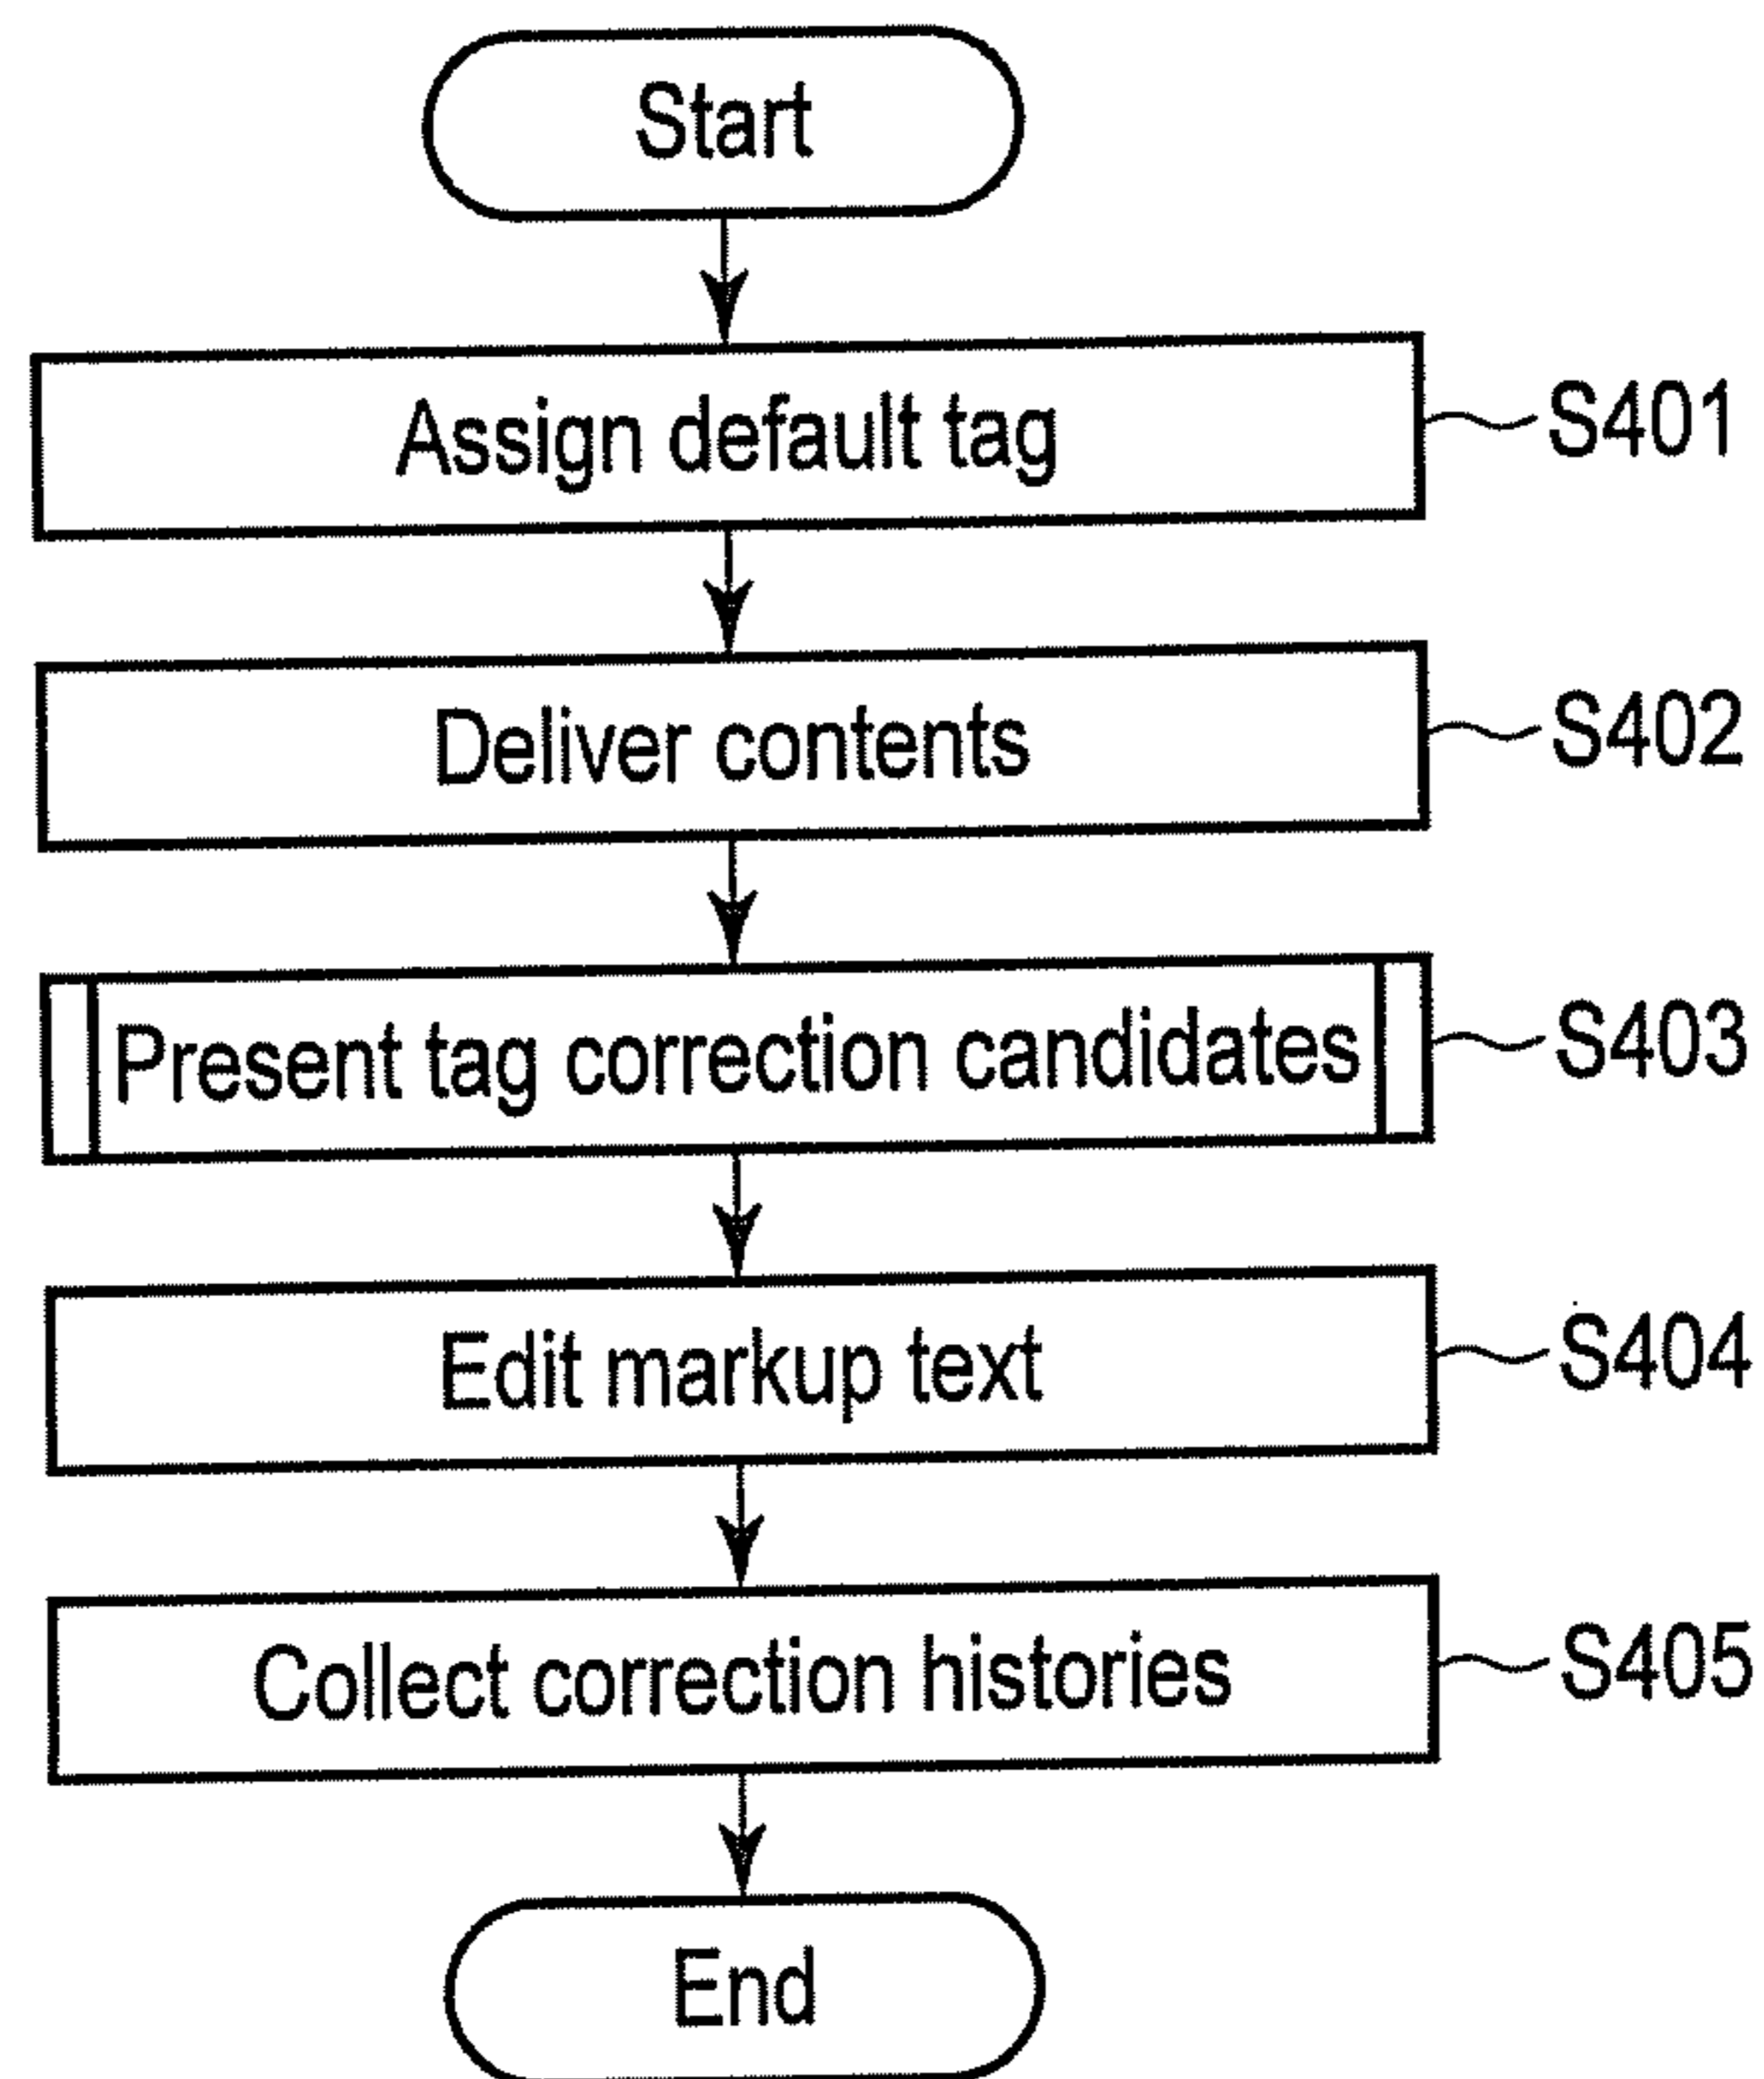 Start
Assign default tag
S401
Deliver contents
S402
Present tag correction candidates
S403
Edit markup text
S404
Collect correction histories
S405
End